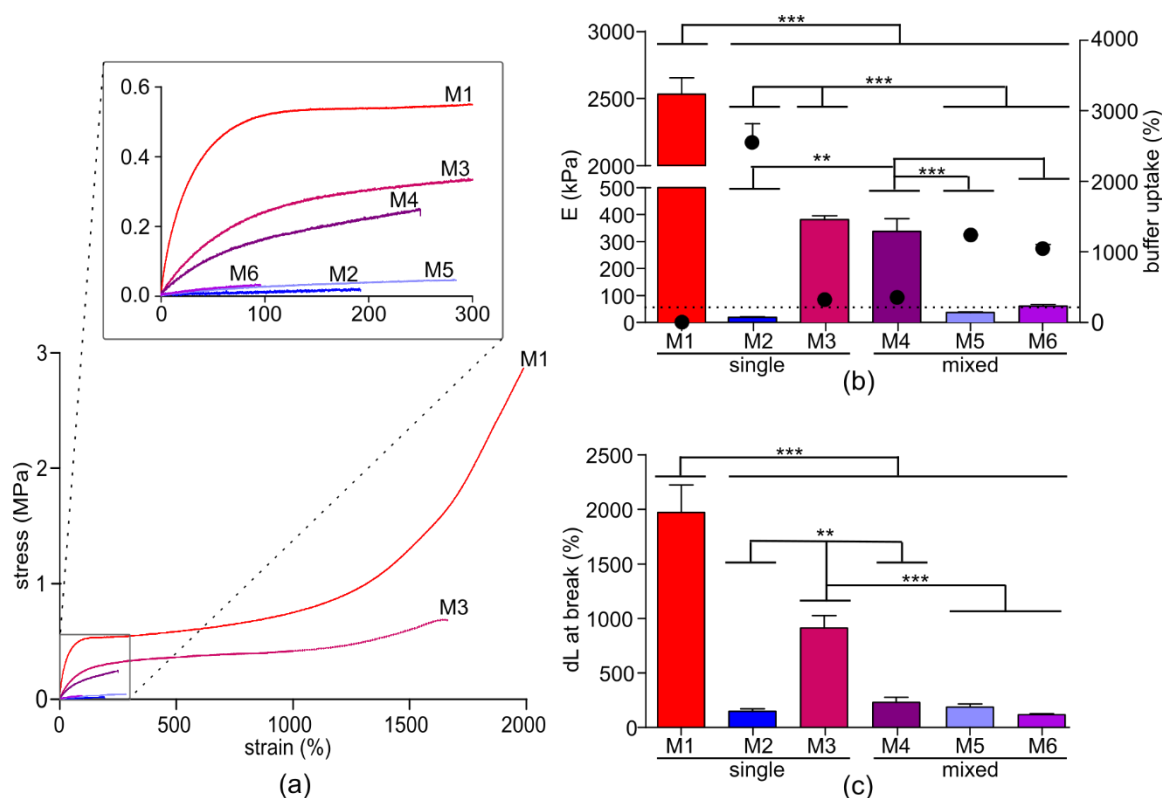 0.6
M1
0.4
M3
M4
0.2
M6
M2
M5
0.0
0
100
200
300
3
M1
2
stress (MPa)
1
M3
0
0
500
1000
1500
2000
strain (%)
(a)
3000
2500
2000
500
400
300
200
100
0
E (kPa)
***
***
**
***
4000
3000
2000
1000
0
buffer uptake (%)
M1 M2 M3 M4 M5 M6
single mixed
(b)
2500
2000
1500
1000
500
0
dL at break (%)
***
**
***
M1 M2 M3 M4 M5 M6
single mixed
(c)